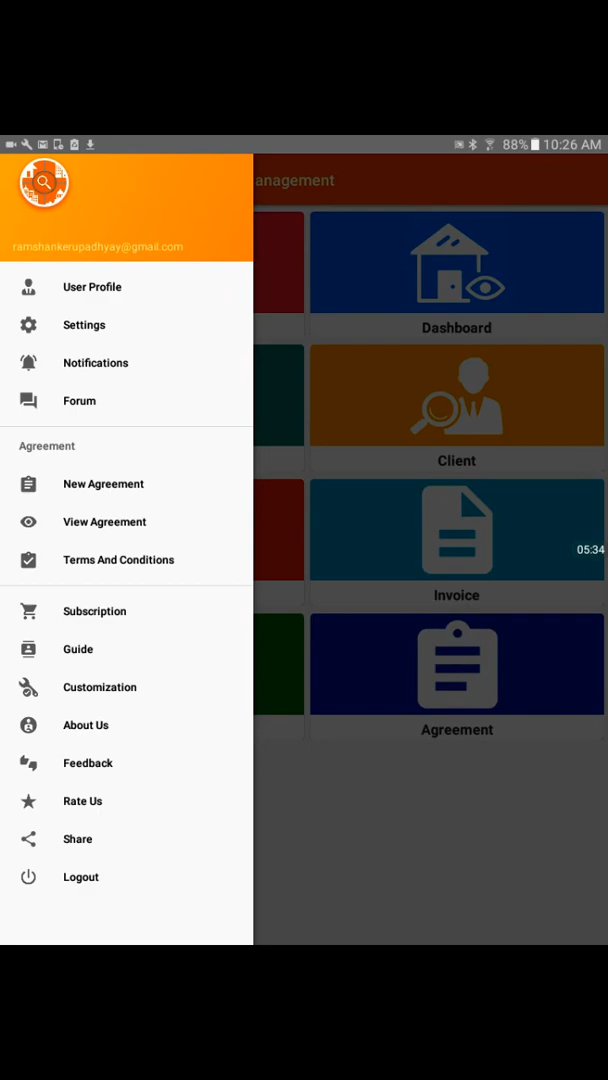 88% 10:26 AM
anagement
ramshankerupadhyay@gmail.com
User Profile
Settings
Notifications
Forum
Agreement
New Agreement
View Agreement
Terms And Conditions
Subscription
Guide
Customization
About Us
Feedback
Rate Us
Share
Logout
Dashboard
Client
05:34
Invoice
Agreement